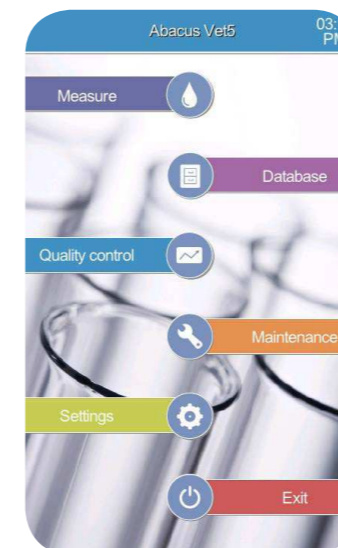 Abacus Vet5
03:
PM
Measure
Database
Quality control
Maintenance
Settings
Exit